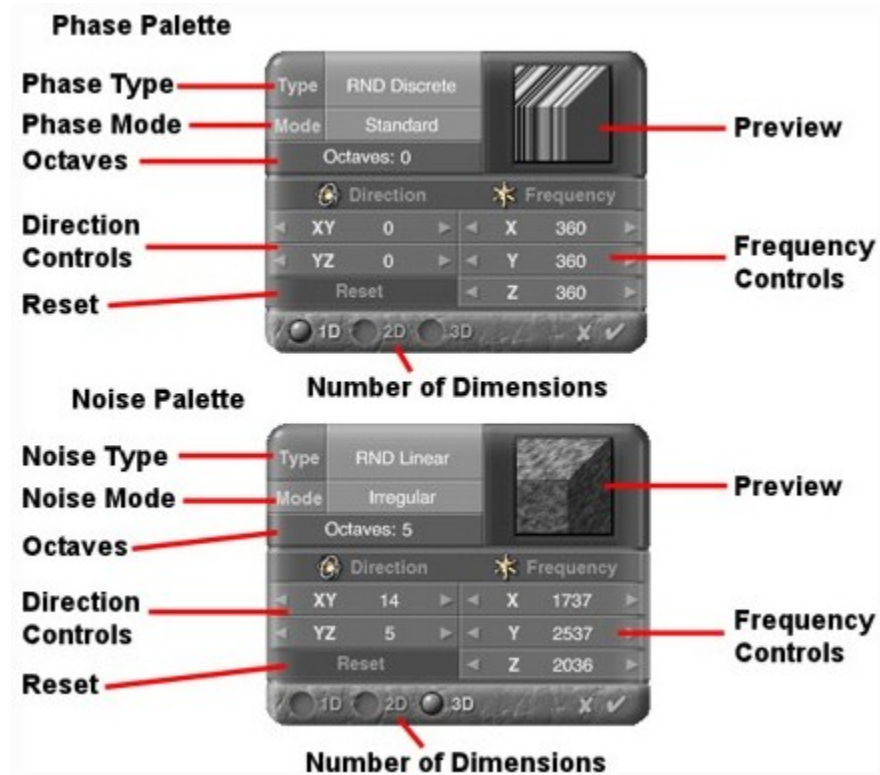 Phase Palette
Phase Type
Type
RND Discrete
Phase Mode
Mode
Standard
Preview
Octaves
Octaves: 0
Direction
Frequency
Direction
Controls
XY 0
X 360
YZ 0
Y 360
Frequency
Controls
Reset
Reset
Z 360
1D 2D 3D
Number of Dimensions
Noise Palette
Noise Type
Type
RND Linear
Noise Mode
Mode
Irregular
Preview
Octaves
Octaves: 5
Direction
Frequency
Direction
Controls
XY 14
X 1737
YZ 5
Y 2537
Frequency
Controls
Reset
Reset
Z 2036
1D 2D 3D
Number of Dimensions